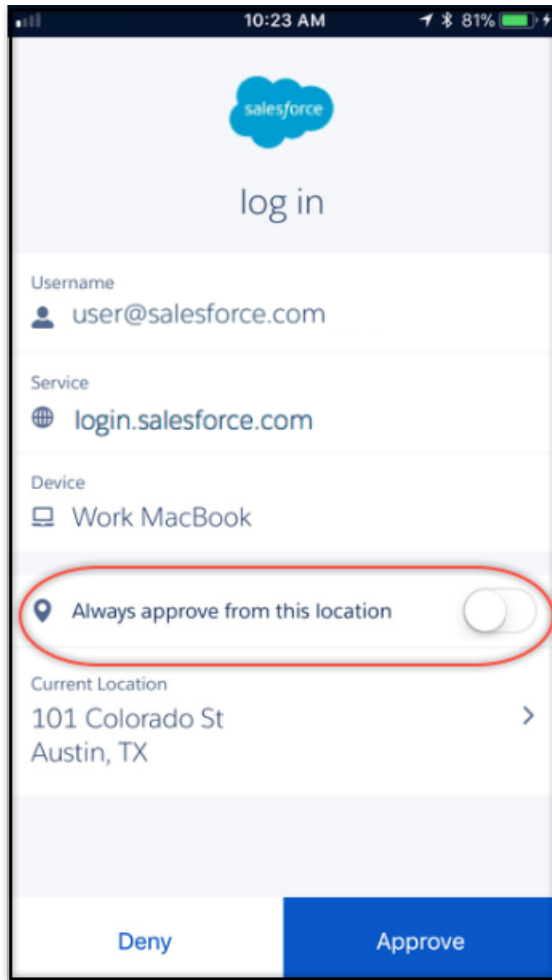 10:23 AM 81%
salesforce
log in
Username
user@salesforce.com
Service
login.salesforce.com
Device
Work MacBook
Always approve from this location
Current Location
101 Colorado St
Austin, TX
Deny Approve